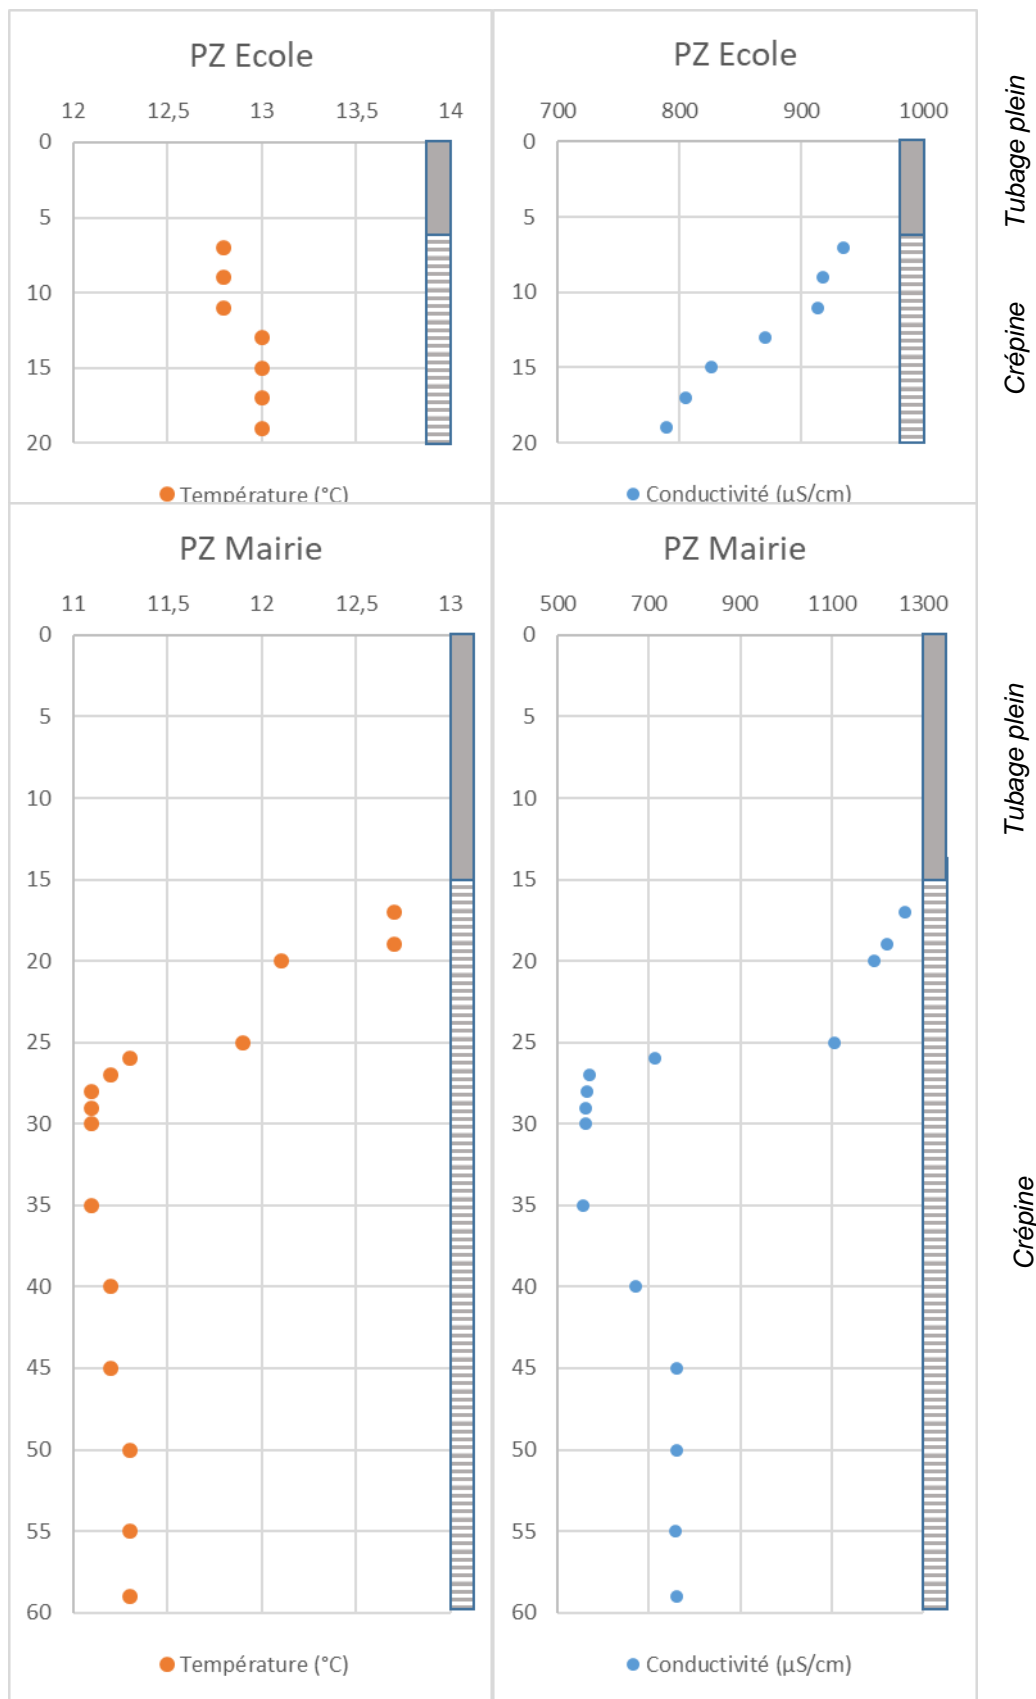 PZ Ecole
12 12,5 13 13,5 14
0
5
10
15
20
Température (°C)
PZ Ecole
700 800 900 1000
0
5
10
15
20
Conductivité (µS/cm)
Tubage plein
Crépine
PZ Mairie
11 11,5 12 12,5 13
0
5
10
15
20
25
30
35
40
45
50
55
60
Température (°C)
PZ Mairie
500 700 900 1100 1300
0
5
10
15
20
25
30
35
40
45
50
55
60
Conductivité (µS/cm)
Tubage plein
Crépine